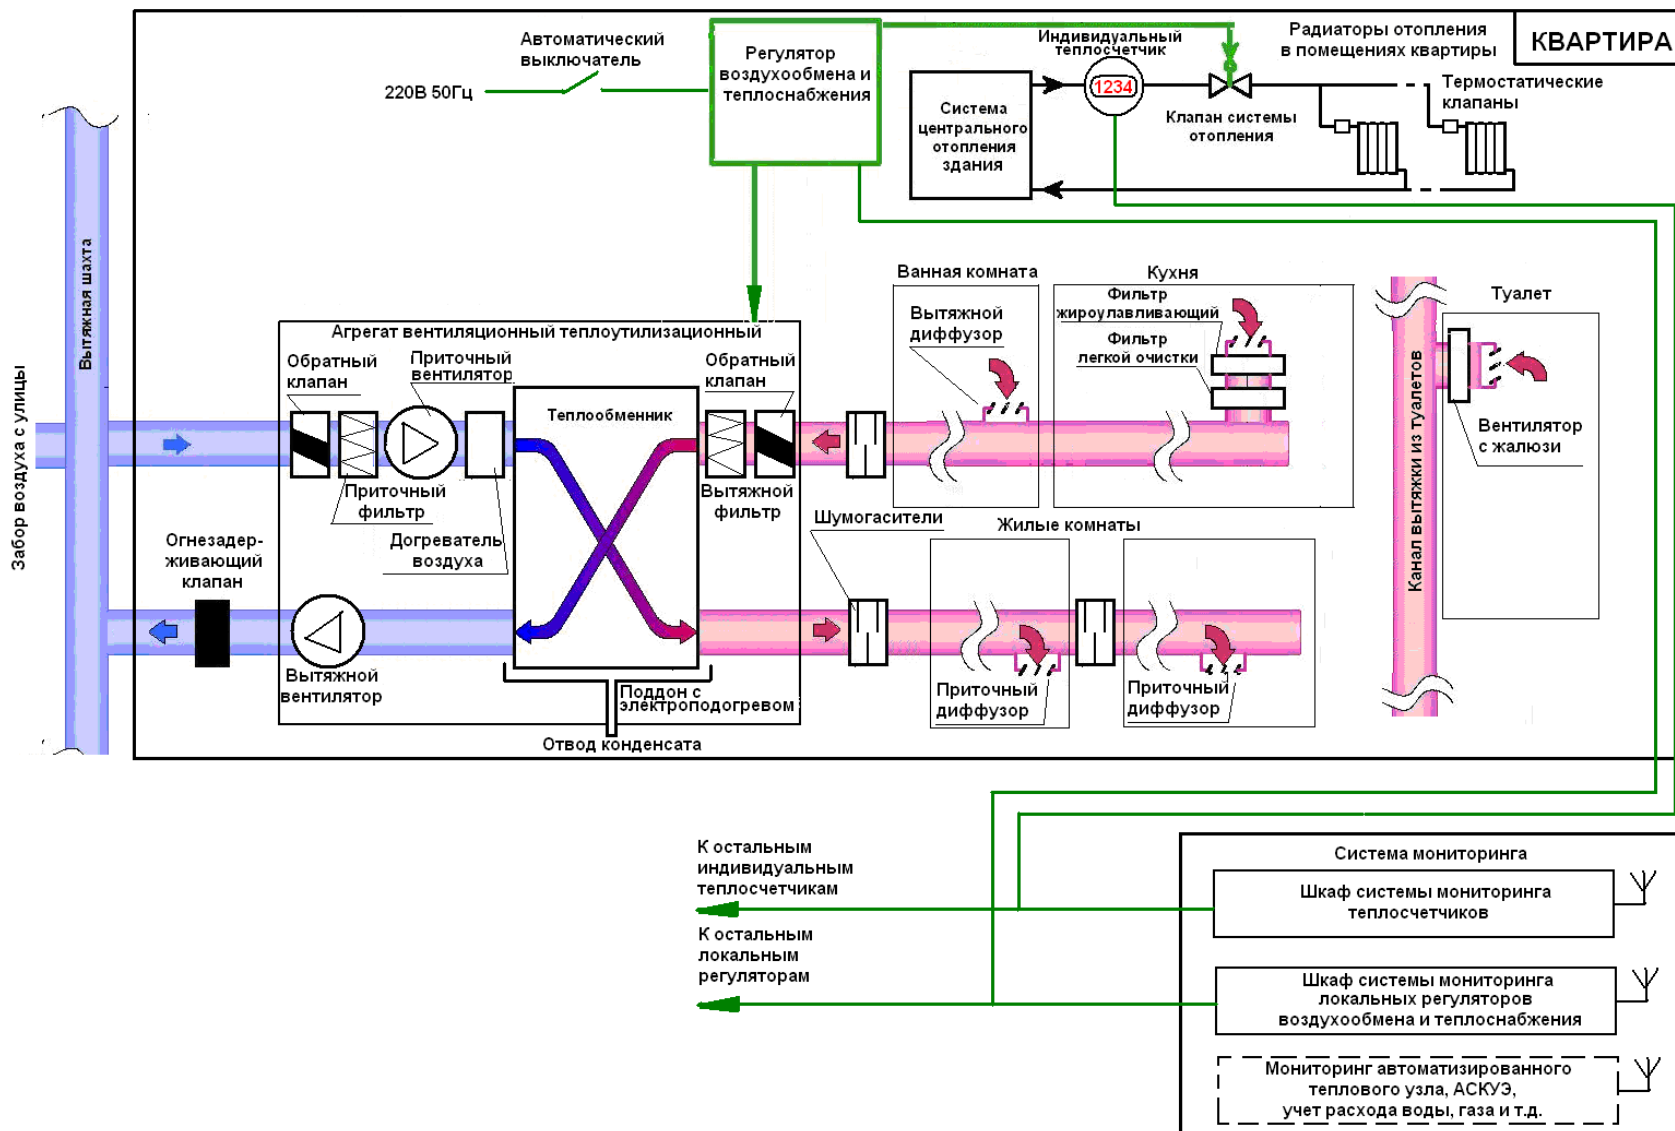 КВАРТИРА
Автоматический
выключатель
220В 50Гц
Регулятор
воздухообмена и
теплоснабжения
Индивидуальный
теплосчетчик
1234
Радиаторы отопления
в помещениях квартиры
Термостатические
клапаны
Система
центрального
отопления
здания
Клапан системы
отопления
Забор воздуха с улицы
Вытяжная шахта
Агрегат вентиляционный теплоутилизационный
Обратный
клапан
Приточный
вентилятор
Обратный
клапан
Теплообменник
Приточный
фильтр
Догреватель
воздуха
Вытяжной
фильтр
Огнезадер-
живающий
клапан
Вытяжной
вентилятор
Поддон с
электроподогревом
Отвод конденсата
Ванная комната
Вытяжной
диффузор
Кухня
Фильтр
жироулавливающий
Фильтр
легкой очистки
Шумогасители
Жилые комнаты
Приточный
диффузор
Приточный
диффузор
Канал вытяжки из туалетов
Туалет
Вентилятор
с жалюзи
К остальным
индивидуальным
теплосчетчикам
К остальным
локальным
регуляторам
Система мониторинга
Шкаф системы мониторинга
теплосчетчиков
Шкаф системы мониторинга
локальных регуляторов
воздухообмена и теплоснабжения
Мониторинг автоматизированного
теплового узла, АСКУЭ,
учет расхода воды, газа и т.д.